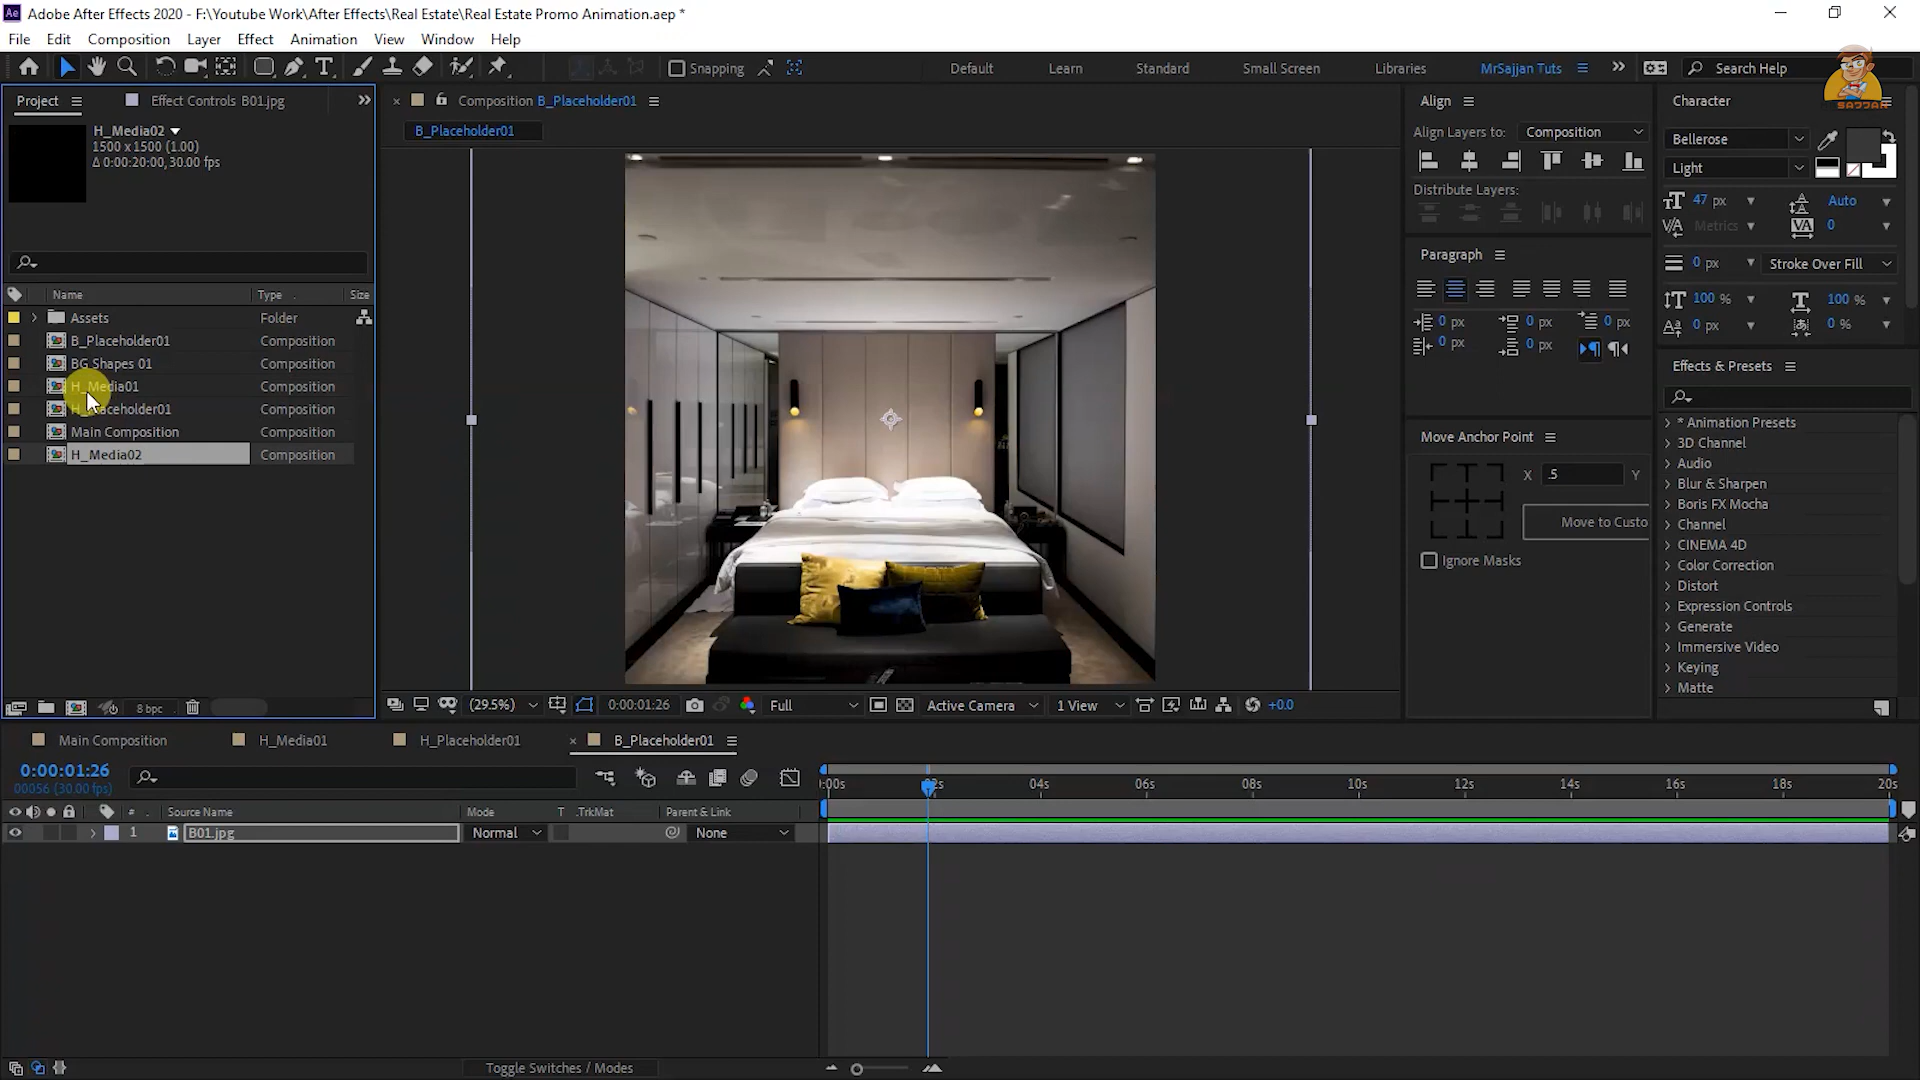 Adobe After Effects 2020 - F:\Youtube Work\After Effects\Real Estate\Real Estate Promo Animation.aep *
File Edit Composition Layer Effect Animation View Window Help
Snapping Default Learn Standard Small Screen Libraries MrSajjan Tuts Search Help
SAJJAN
Project Effect Controls B01.jpg
H_Media02
1500 x 1500 (1.00)
Δ 0:00:20:00, 30.00 fps
Name Type Size
Assets Folder
B_Placeholder01 Composition
BG Shapes 01 Composition
H_Media01 Composition
H_Placeholder01 Composition
Main Composition Composition
H_Media02 Composition
8 bpc
Composition B_Placeholder01
B_Placeholder01
(29.5%) 0:00:01:26 Full Active Camera 1 View +0.0
Align
Align Layers to: Composition
Distribute Layers:
Paragraph
0 px 0 px 0 px
0 px 0 px
Move Anchor Point
X .5 Y
Move to Custo
Ignore Masks
Character
Bellerose
Light
47 px Auto
Metrics 0
0 px Stroke Over Fill
100 % 100 %
0 px 0 %
Effects & Presets
* Animation Presets
3D Channel
Audio
Blur & Sharpen
Boris FX Mocha
Channel
CINEMA 4D
Color Correction
Distort
Expression Controls
Generate
Immersive Video
Keying
Matte
Main Composition H_Media01 H_Placeholder01 B_Placeholder01
0:00:01:26
00056 (30.00 fps)
:00s 02s 04s 06s 08s 10s 12s 14s 16s 18s 20s
# Source Name Mode T .TrkMat Parent & Link
1 B01.jpg Normal None
Toggle Switches / Modes